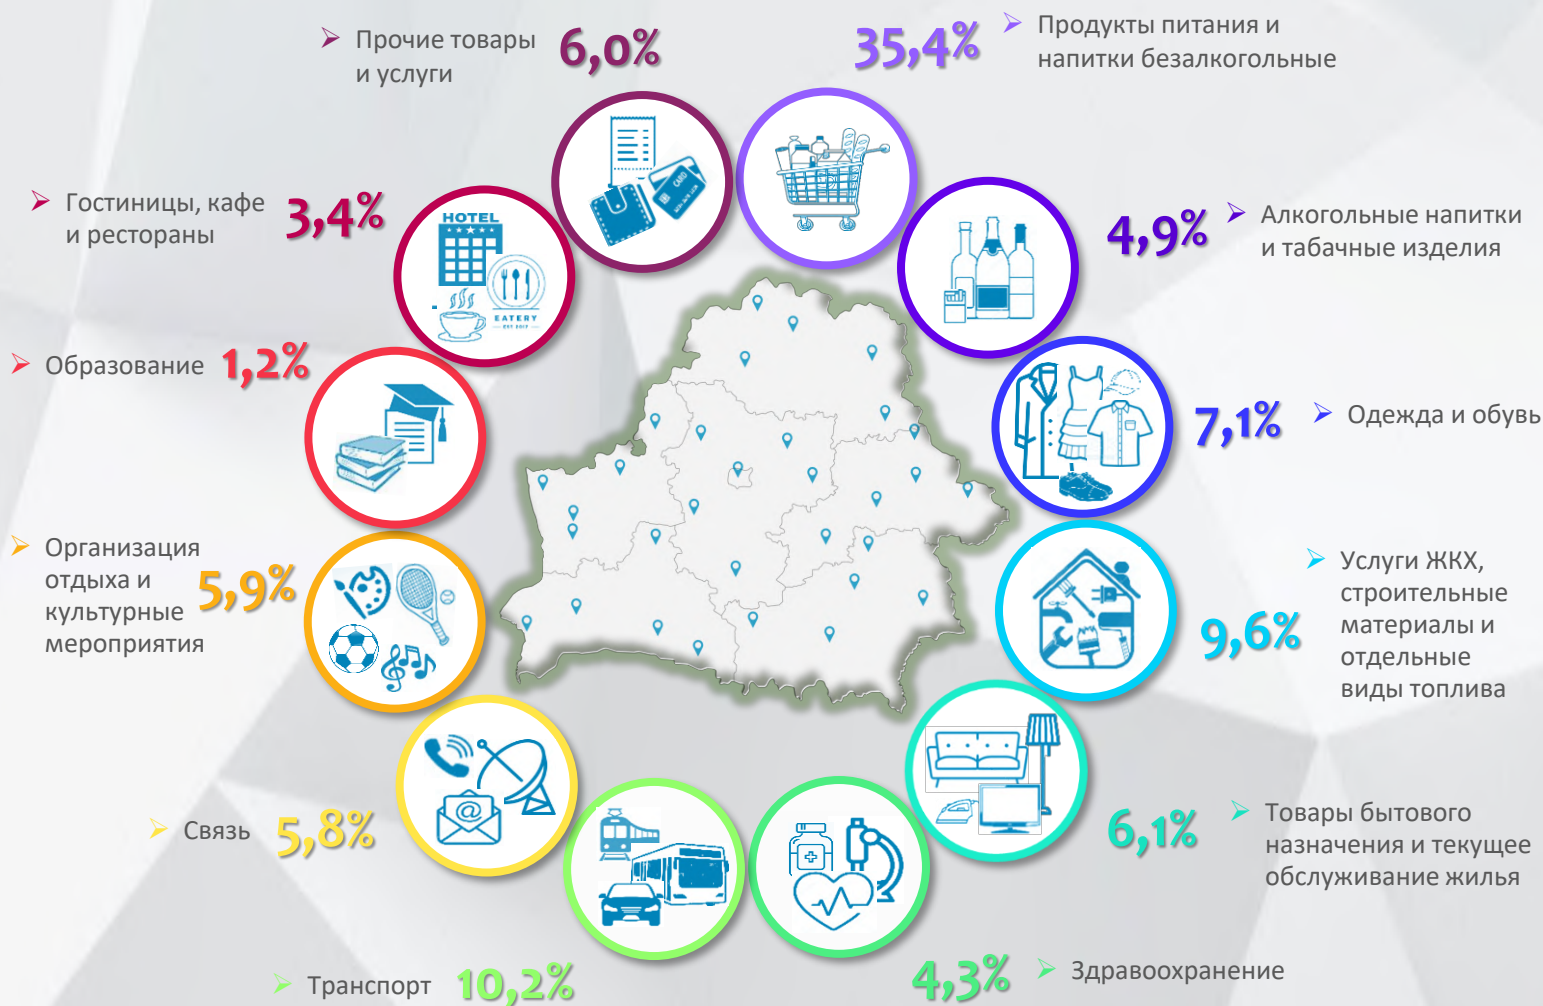 Прочие товары
и услуги
6,0%
35,4%
Продукты питания и
напитки безалкогольные
Гостиницы, кафе
и рестораны
3,4%
HOTEL
EATERY
EST 2017
CARD
4,9%
Алкогольные напитки
и табачные изделия
Образование
1,2%
7,1%
Одежда и обувь
Организация
отдыха и
культурные
мероприятия
5,9%
9,6%
Услуги ЖКХ,
строительные
материалы и
отдельные
виды топлива
Связь
5,8%
@
6,1%
Товары бытового
назначения и текущее
обслуживание жилья
Транспорт
10,2%
4,3%
Здравоохранение